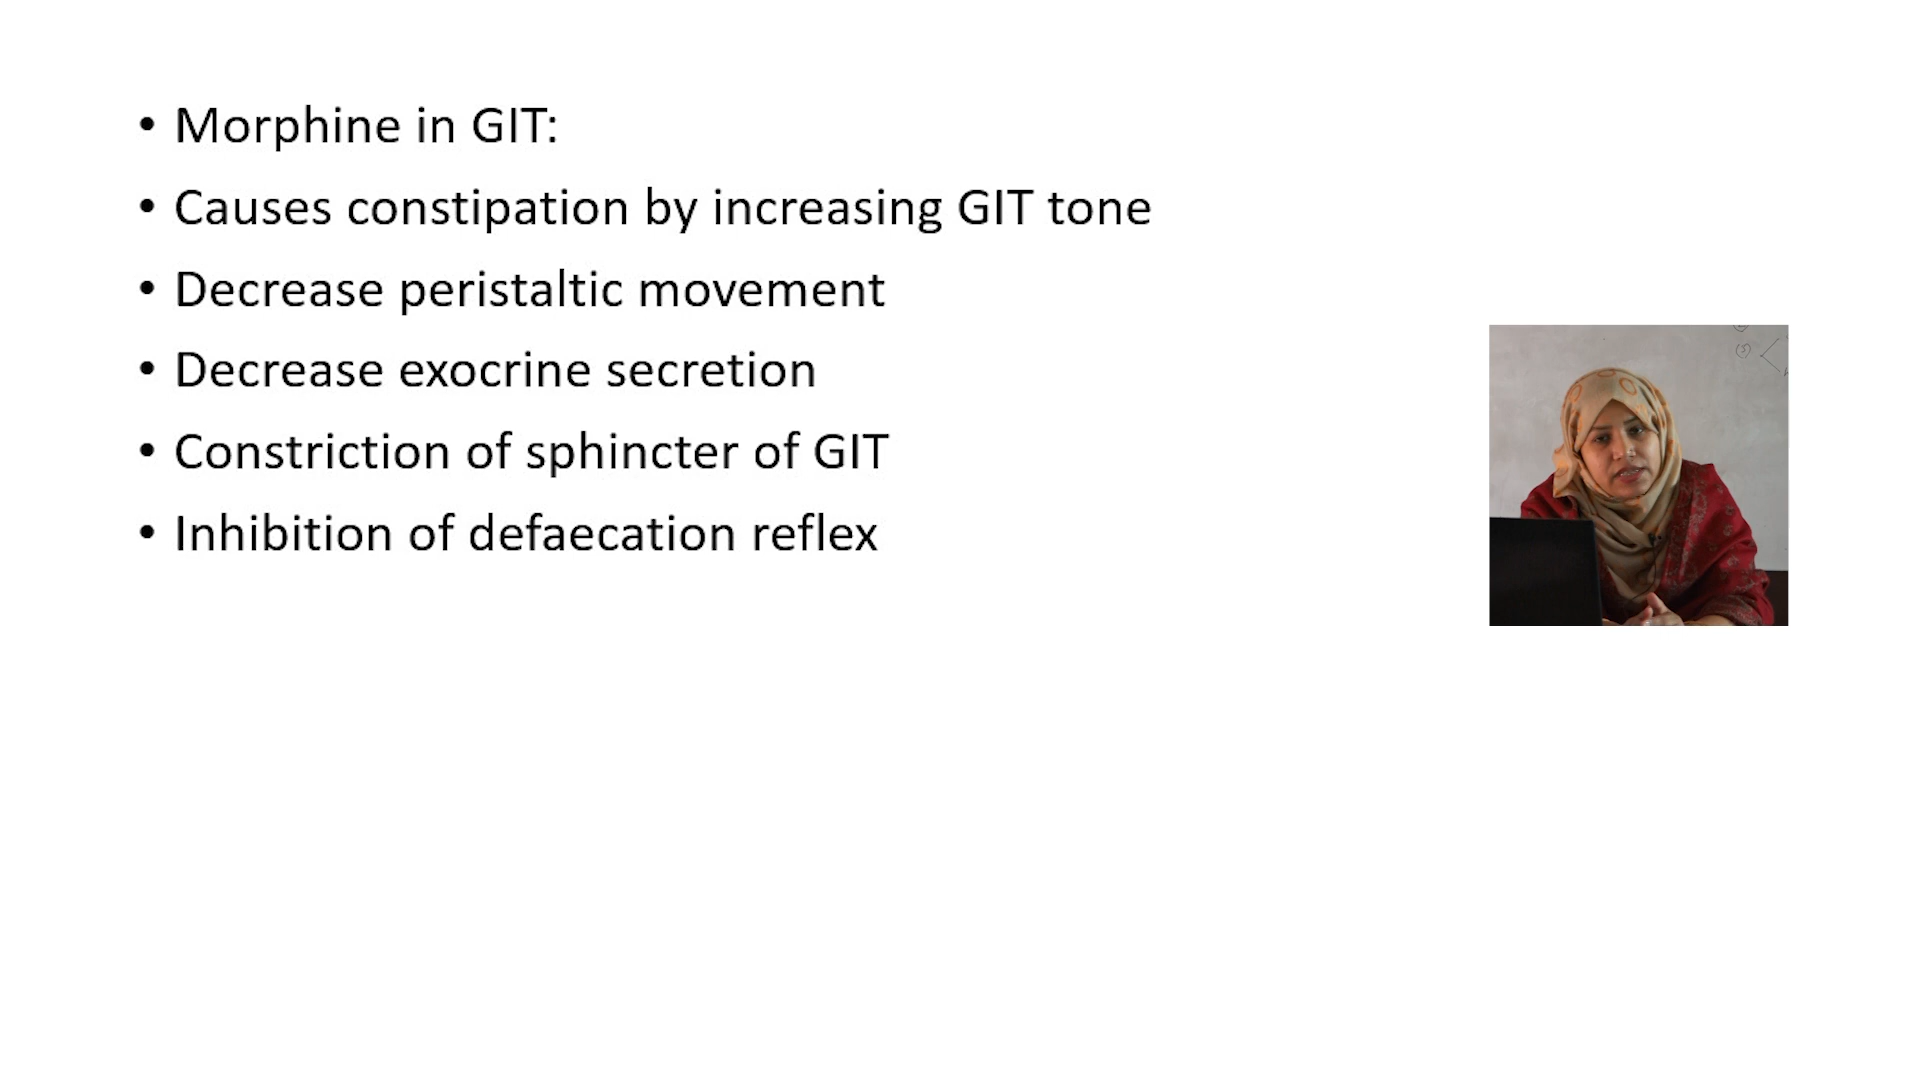 • Morphine in GIT:
• Causes constipation by increasing GIT tone
• Decrease peristaltic movement
• Decrease exocrine secretion
• Constriction of sphincter of GIT
• Inhibition of defaecation reflex